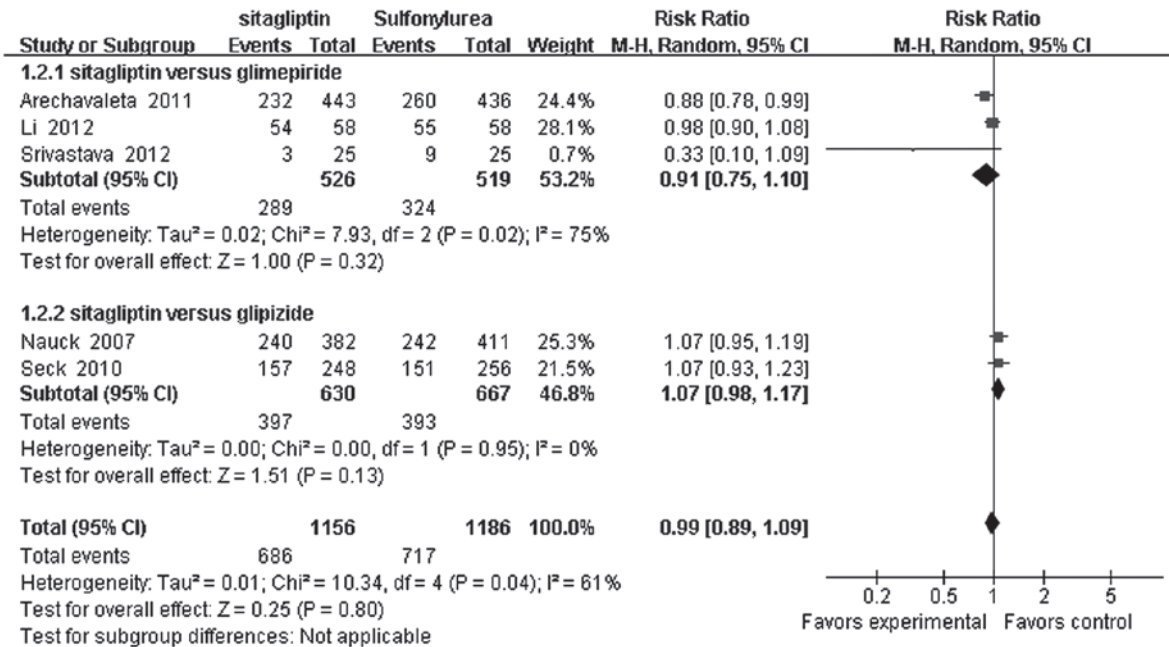 sitagliptin Sulfonylurea Risk Ratio Risk Ratio
Study or Subgroup Events Total Events Total Weight M-H, Random, 95% CI M-H, Random, 95% CI
1.2.1 sitagliptin versus glimepiride
Arechavaleta 2011 232 443 260 436 24.4% 0.88 [0.78, 0.99]
Li 2012 54 58 55 58 28.1% 0.98 [0.90, 1.08]
Srivastava 2012 3 25 9 25 0.7% 0.33 [0.10, 1.09]
Subtotal (95% CI) 526 519 53.2% 0.91 [0.75, 1.10]
Total events 289 324
Heterogeneity: Tau² = 0.02; Chi² = 7.93, df = 2 (P = 0.02); I² = 75%
Test for overall effect: Z = 1.00 (P = 0.32)
1.2.2 sitagliptin versus glipizide
Nauck 2007 240 382 242 411 25.3% 1.07 [0.95, 1.19]
Seck 2010 157 248 151 256 21.5% 1.07 [0.93, 1.23]
Subtotal (95% CI) 630 667 46.8% 1.07 [0.98, 1.17]
Total events 397 393
Heterogeneity: Tau² = 0.00; Chi² = 0.00, df = 1 (P = 0.95); I² = 0%
Test for overall effect: Z = 1.51 (P = 0.13)
Total (95% CI) 1156 1186 100.0% 0.99 [0.89, 1.09]
Total events 686 717
Heterogeneity: Tau² = 0.01; Chi² = 10.34, df = 4 (P = 0.04); I² = 61%
Test for overall effect: Z = 0.25 (P = 0.80)
Test for subgroup differences: Not applicable
0.2 0.5 1 2 5
Favors experimental Favors control